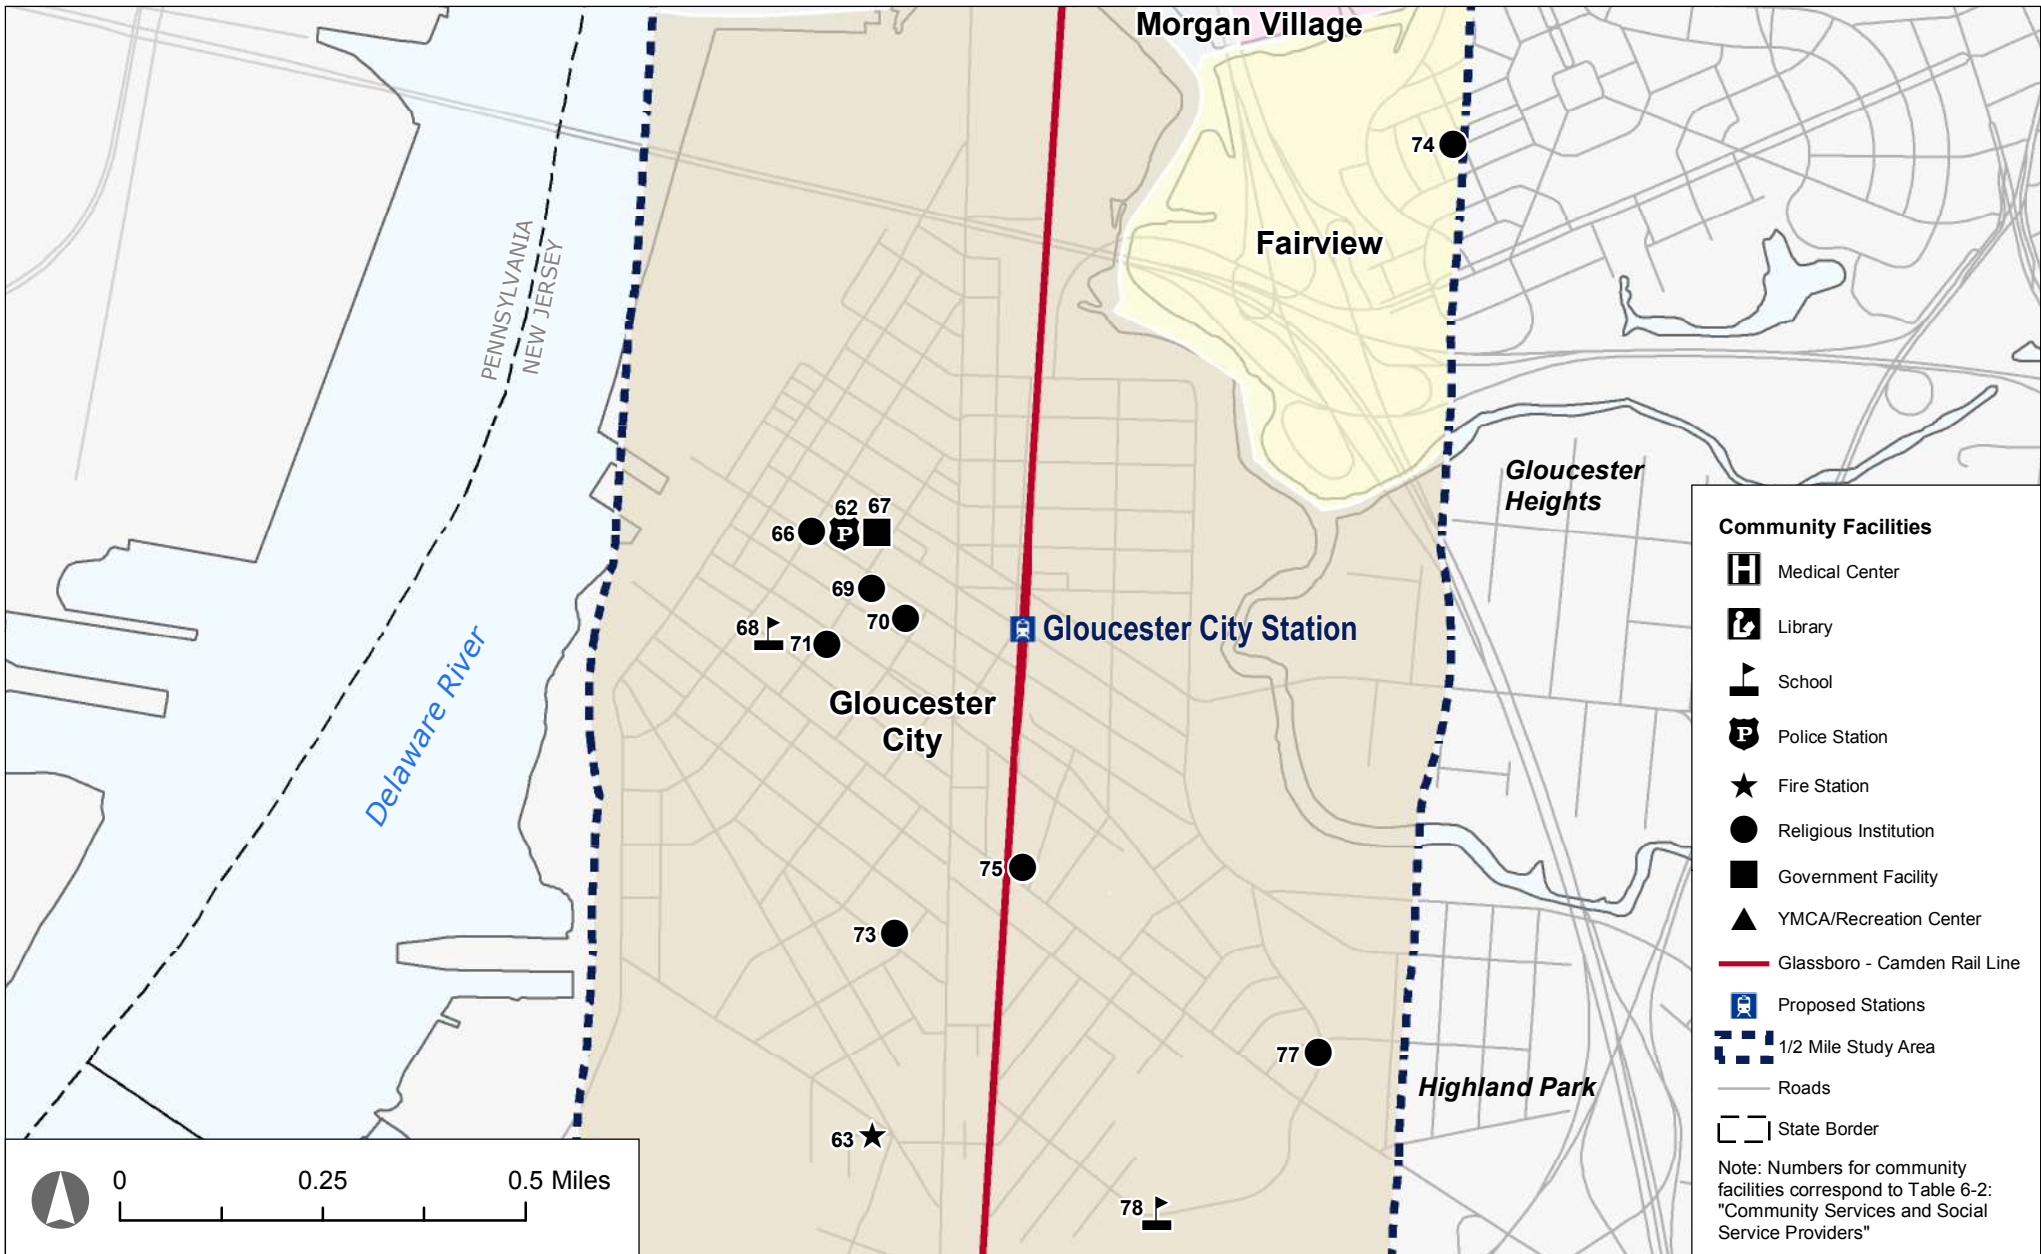 Morgan Village
74
Fairview
PENNSYLVANIA
NEW JERSEY
Gloucester
Heights
62
67
66
P
69
70
68
71
Gloucester City Station
Delaware River
Gloucester
City
75
73
77
Highland Park
63
78
0
0.25
0.5 Miles
Community Facilities
H
Medical Center
Library
School
P
Police Station
Fire Station
Religious Institution
Government Facility
YMCA/Recreation Center
Glassboro - Camden Rail Line
Proposed Stations
1/2 Mile Study Area
Roads
State Border
Note: Numbers for community
facilities correspond to Table 6-2:
"Community Services and Social
Service Providers"